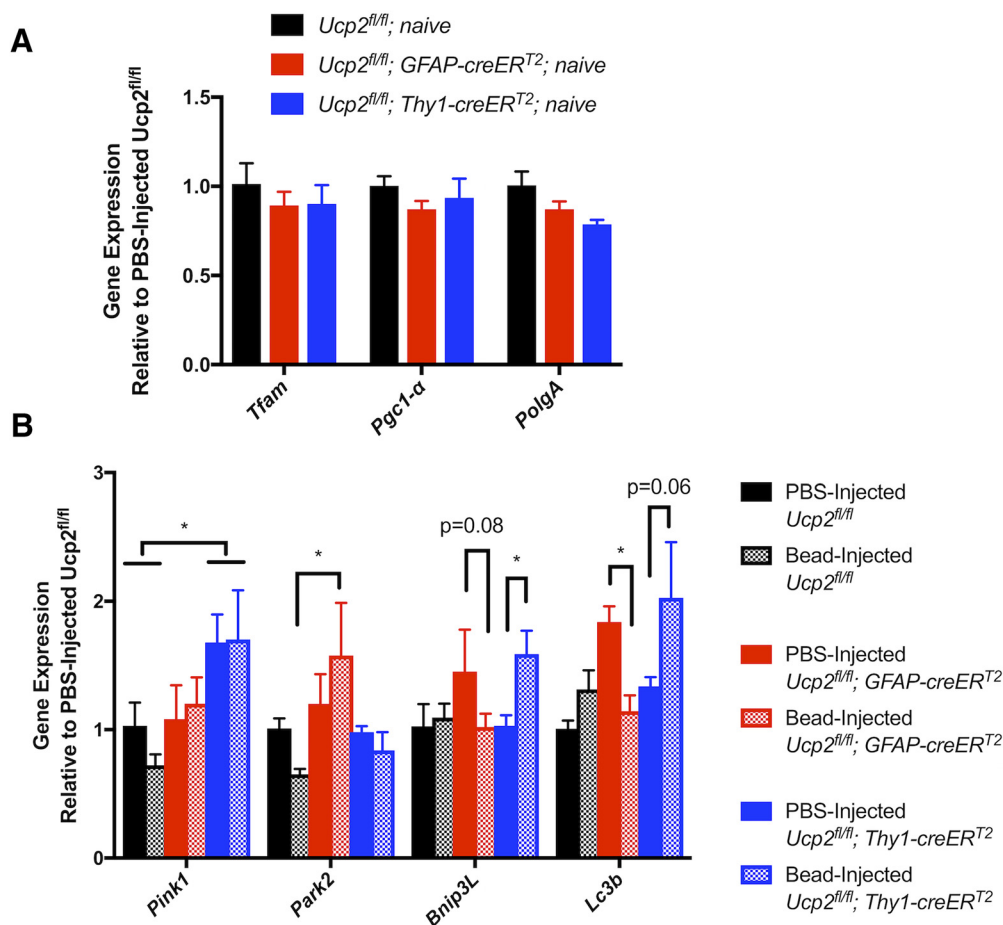 A
Ucp2fl/fl; naive
Ucp2fl/fl; GFAP-creERT2; naive
Ucp2fl/fl; Thy1-creERT2; naive
Gene Expression
Relative to PBS-Injected Ucp2fl/fl
1.5
1.0
0.5
0.0
Tfam
Pgc1-α
PolgA
B
Gene Expression
Relative to PBS-Injected Ucp2fl/fl
3
2
1
0
*
*
p=0.08
*
*
p=0.06
Pink1
Park2
Bnip3L
Lc3b
PBS-Injected
Ucp2fl/fl
Bead-Injected
Ucp2fl/fl
PBS-Injected
Ucp2fl/fl; GFAP-creERT2
Bead-Injected
Ucp2fl/fl; GFAP-creERT2
PBS-Injected
Ucp2fl/fl; Thy1-creERT2
Bead-Injected
Ucp2fl/fl; Thy1-creERT2